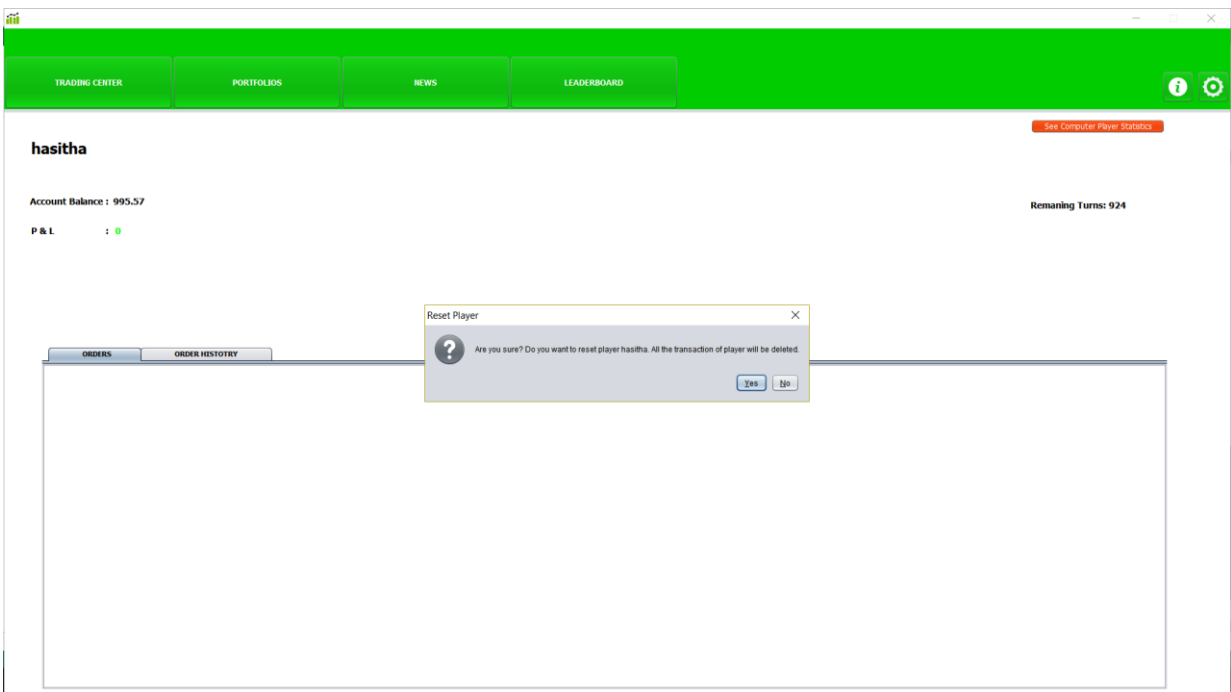 TRADING CENTER
PORTFOLIOS
NEWS
LEADERBOARD
See Computer Player Statistics
hasitha
Account Balance : 995.57
Remaning Turns: 924
P & L : 0
Reset Player
Are you sure? Do you want to reset player hasitha. All the transaction of player will be deleted.
Yes No
ORDERS
ORDER HISTOTRY